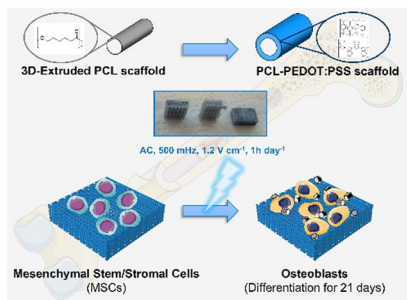 3D-Extruded PCL scaffold
PCL-PEDOT:PSS scaffold
AC, 500 mHz, 1.2 V cm⁻¹, 1h day⁻¹
Mesenchymal Stem/Stromal Cells
(MSCs)
Osteoblasts
(Differentiation for 21 days)